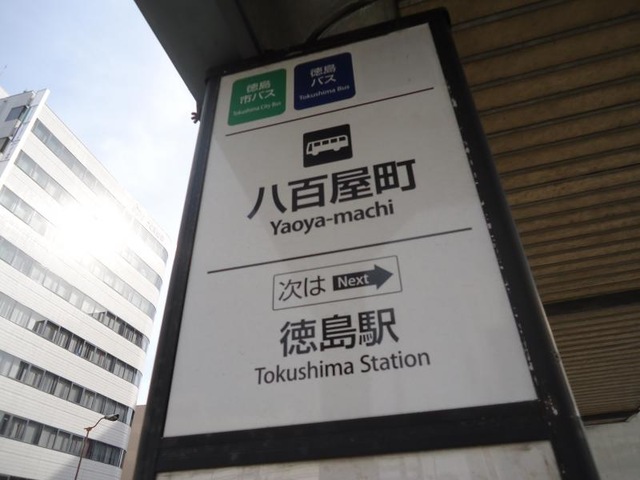 徳島
市バス
Tokushima City Bus
徳島
バス
Tokushima Bus
八百屋町
Yaoya-machi
次は Next
徳島駅
Tokushima Station